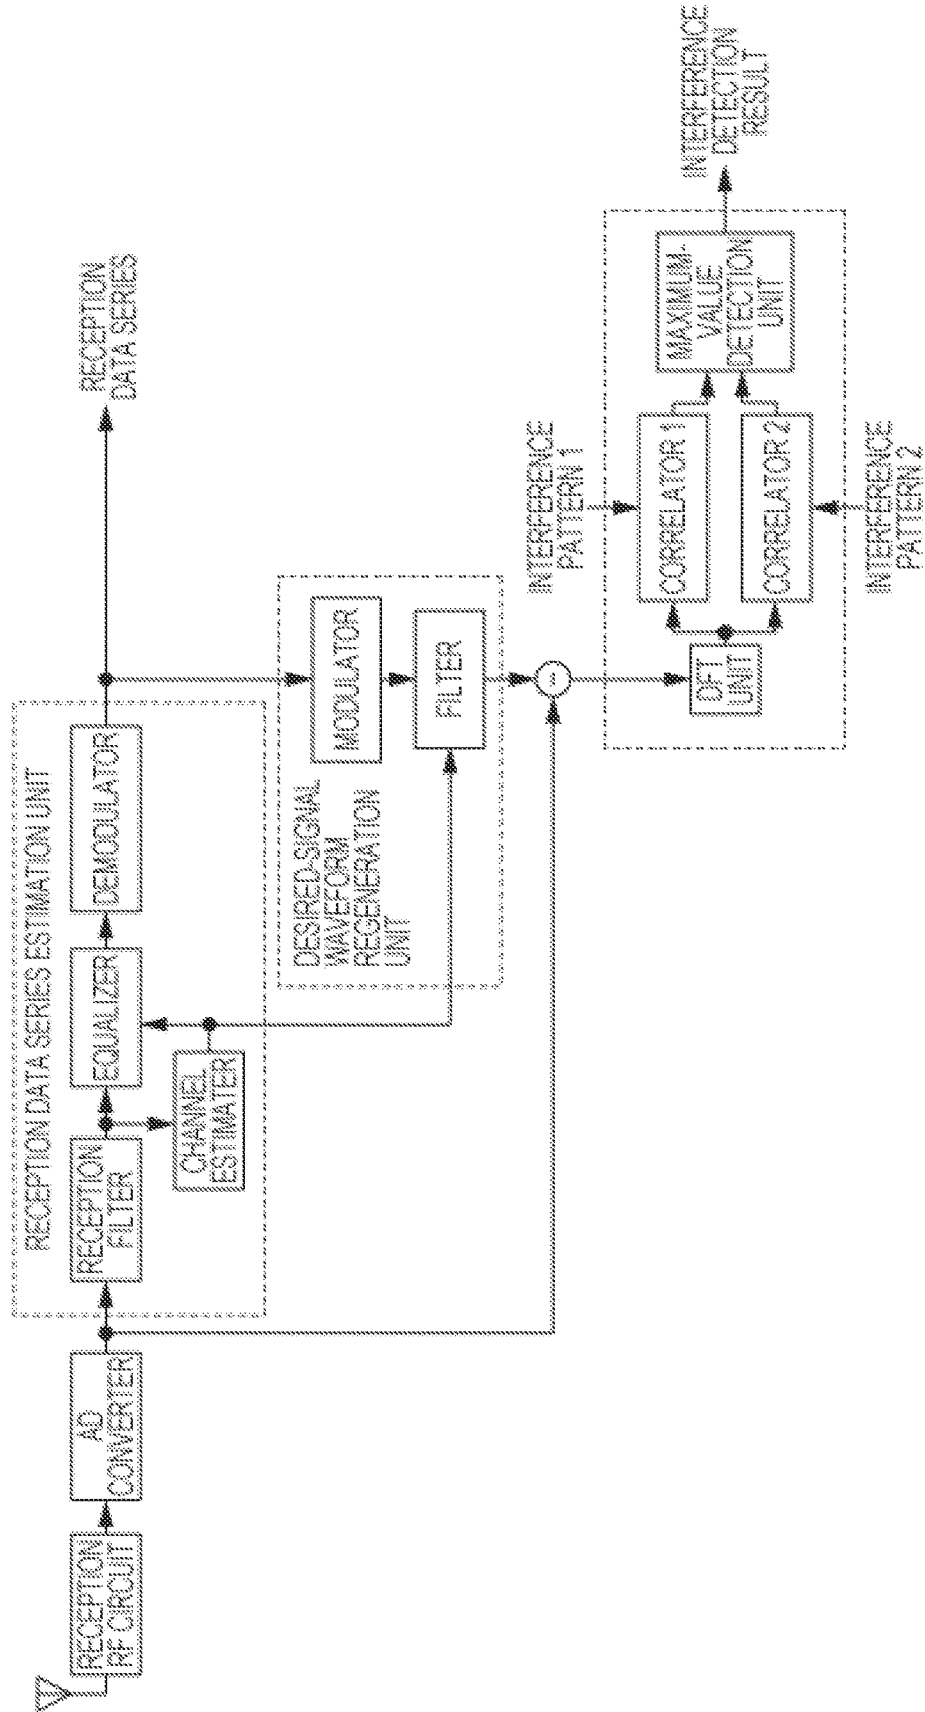 RECEPTION
RF CIRCUIT
AD
CONVERTER
RECEPTION DATA SERIES ESTIMATION UNIT
RECEPTION
FILTER
EQUALIZER
DEMODULATOR
CHANNEL
ESTIMATER
RECEPTION
DATA SERIES
DESIRED-SIGNAL
WAVEFORM
REGENERATION
UNIT
MODULATOR
FILTER
-
DFT
UNIT
INTERFERENCE
PATTERN 1
CORRELATOR 1
CORRELATOR 2
INTERFERENCE
PATTERN 2
MAXIMUM-
VALUE
DETECTION
UNIT
INTERFERENCE
DETECTION
RESULT